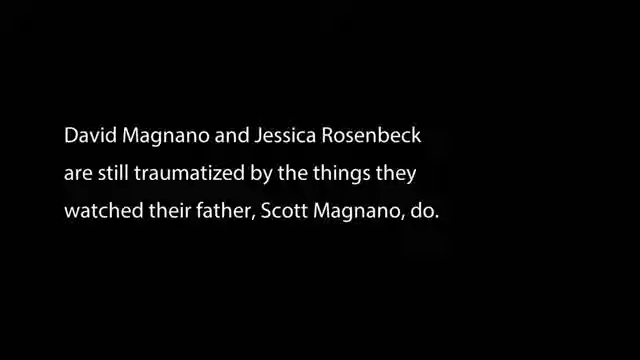 David Magnano and Jessica Rosenbeck
are still traumatized by the things they
watched their father, Scott Magnano, do.